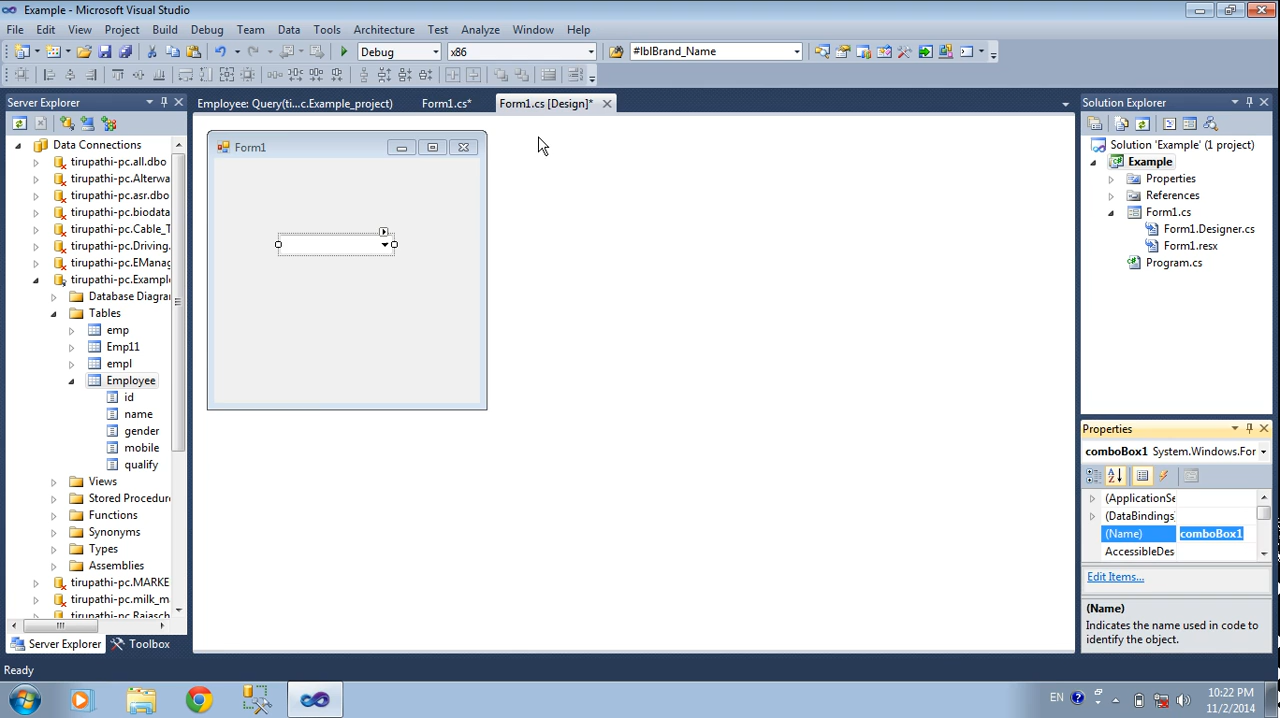 Example - Microsoft Visual Studio
File Edit View Project Build Debug Team Data Tools Architecture Test Analyze Window Help
Debug x86 #lblBrand_Name
Server Explorer
Data Connections
tirupathi-pc.all.dbo
tirupathi-pc.Alterwa
tirupathi-pc.asr.dbo
tirupathi-pc.biodata
tirupathi-pc.Cable_T
tirupathi-pc.Driving.
tirupathi-pc.EManag
tirupathi-pc.Example
Database Diagra
Tables
emp
Emp11
empl
Employee
id
name
gender
mobile
qualify
Views
Stored Procedure
Functions
Synonyms
Types
Assemblies
tirupathi-pc.MARKE
tirupathi-pc.milk_m
tirupathi-pc.Rajasch
Server Explorer Toolbox
Employee: Query(ti...c.Example_project) Form1.cs* Form1.cs [Design]*
Form1
Solution Explorer
Solution 'Example' (1 project)
Example
Properties
References
Form1.cs
Form1.Designer.cs
Form1.resx
Program.cs
Properties
comboBox1 System.Windows.For
(ApplicationSe
(DataBindings
(Name) comboBox1
AccessibleDes
Edit Items...
(Name)
Indicates the name used in code to
identify the object.
Ready
EN
10:22 PM
11/2/2014